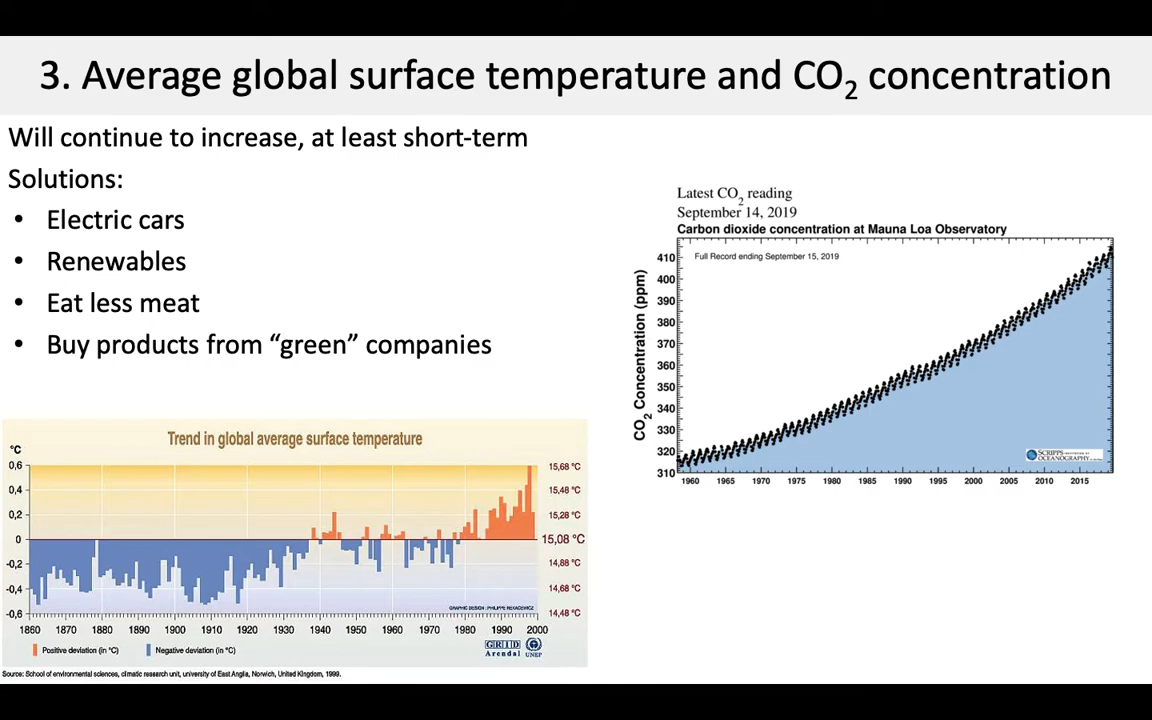 3. Average global surface temperature and CO₂ concentration
Will continue to increase, at least short-term
Solutions:
• Electric cars
• Renewables
• Eat less meat
• Buy products from “green” companies
Latest CO₂ reading
September 14, 2019
Carbon dioxide concentration at Mauna Loa Observatory
Full Record ending September 15, 2019
CO₂ Concentration (ppm)
410
400
390
380
370
360
350
340
330
320
310
1960 1965 1970 1975 1980 1985 1990 1995 2000 2005 2010 2015
SCRIPPS INSTITUTION OF
OCEANOGRAPHY
Trend in global average surface temperature
°C
0,6 15,68 °C
0,4 15,48 °C
0,2 15,28 °C
0 15,08 °C
-0,2 14,88 °C
-0,4 14,68 °C
-0,6 14,48 °C
GRAPHIC DESIGN : PHILIPPE REKACEWICZ
1860 1870 1880 1890 1900 1910 1920 1930 1940 1950 1960 1970 1980 1990 2000
Positive deviation (in °C) Negative deviation (in °C)
GRID
Arendal UNEP
Source: School of environmental sciences, climatic research unit, university of East Anglia, Norwich, United Kingdom, 1999.